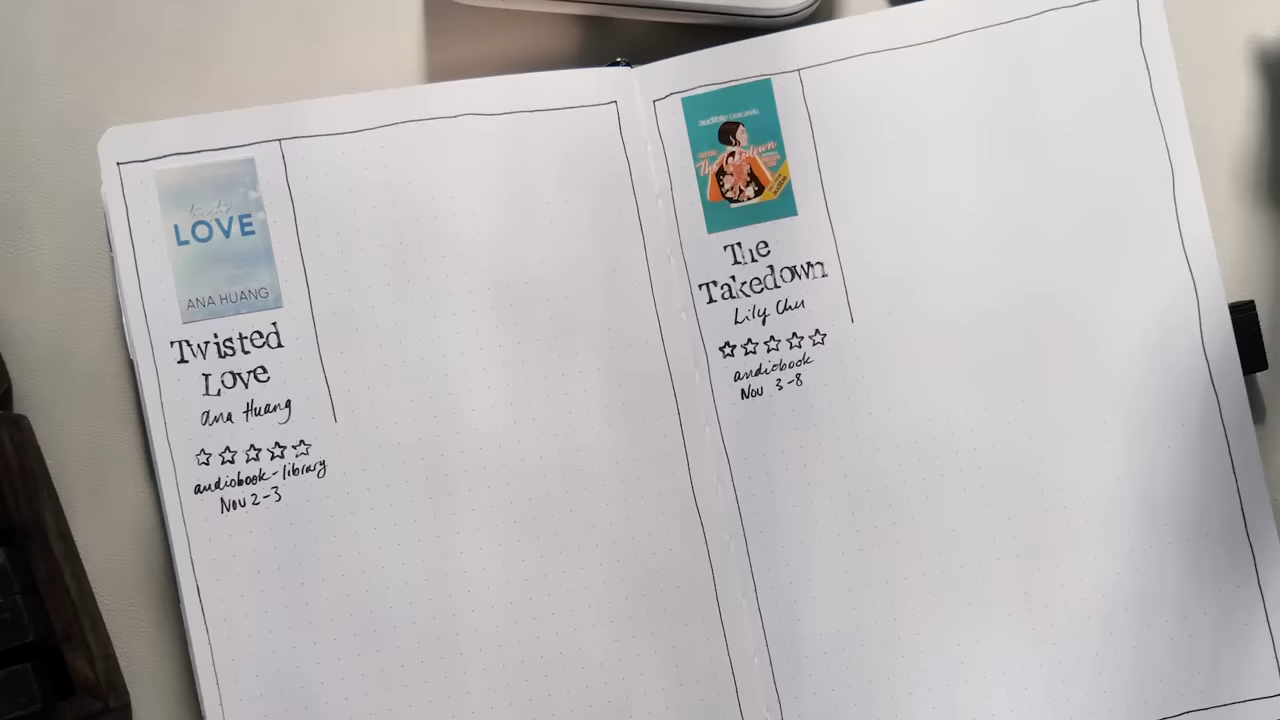 twisted
LOVE
ANA HUANG
Twisted
Love
Ana Huang
audiobook-library
Nov 2-3
audible ORIGINAL
The Takedown
The
Takedown
Lily Chu
audiobook
Nov 3-8